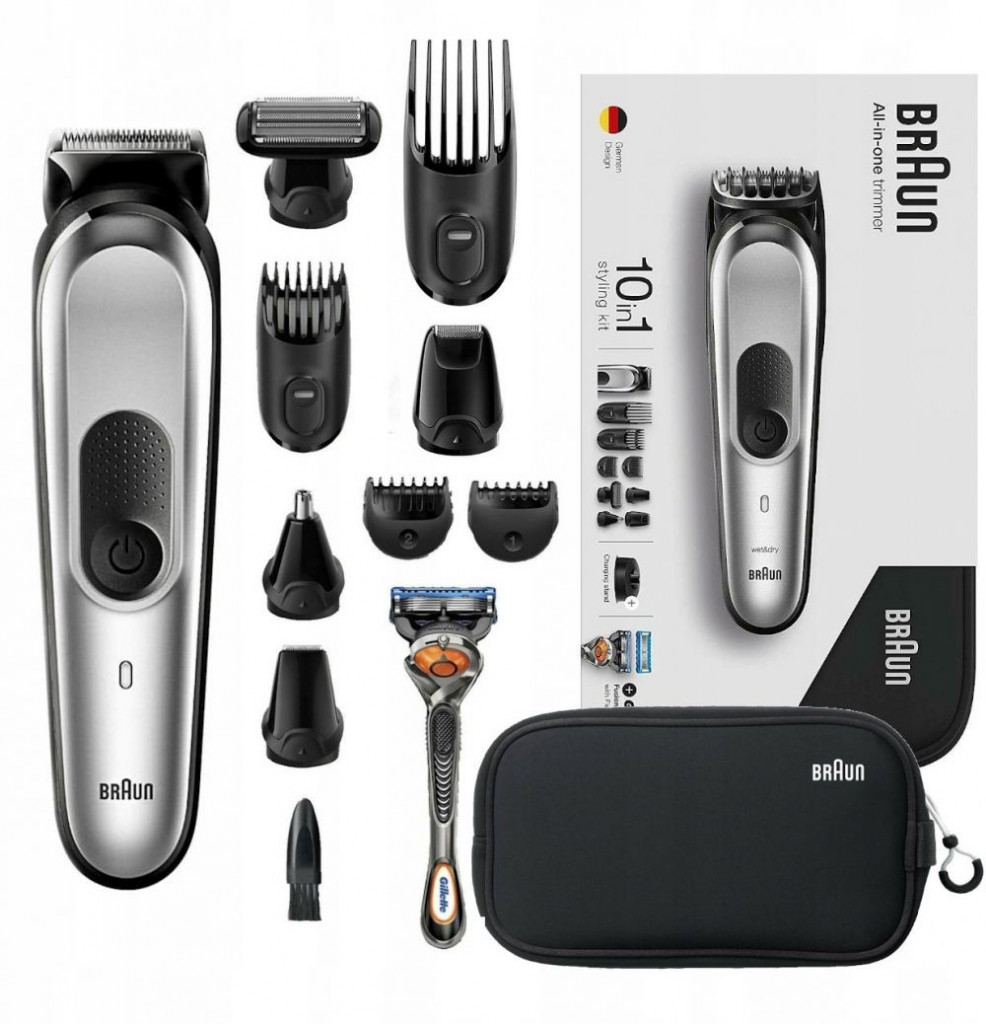 BRAUN
2
1
Gillette
BRAUN
All-in-one trimmer
German
Design
10in1
styling kit
wet&dry
BRAUN
Charging stand
+
BRAUN
BRAUN